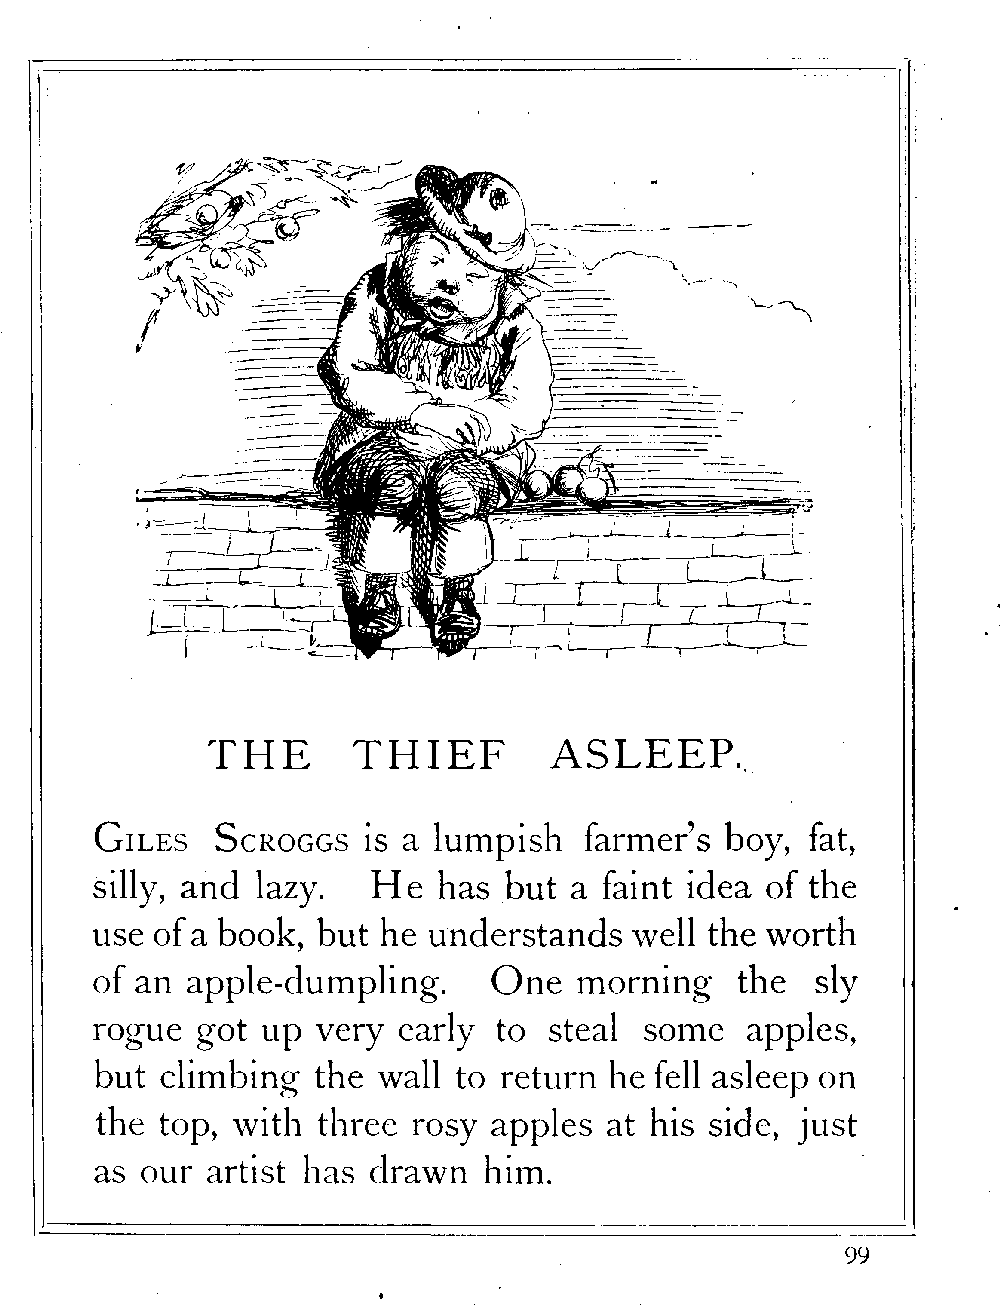 THE THIEF ASLEEP.
GILES SCROGGS is a lumpish farmer's boy, fat,
silly, and lazy. He has but a faint idea of the
use of a book, but he understands well the worth
of an apple-dumpling. One morning the sly
rogue got up very early to steal some apples,
but climbing the wall to return he fell asleep on
the top, with three rosy apples at his side, just
as our artist has drawn him.
99